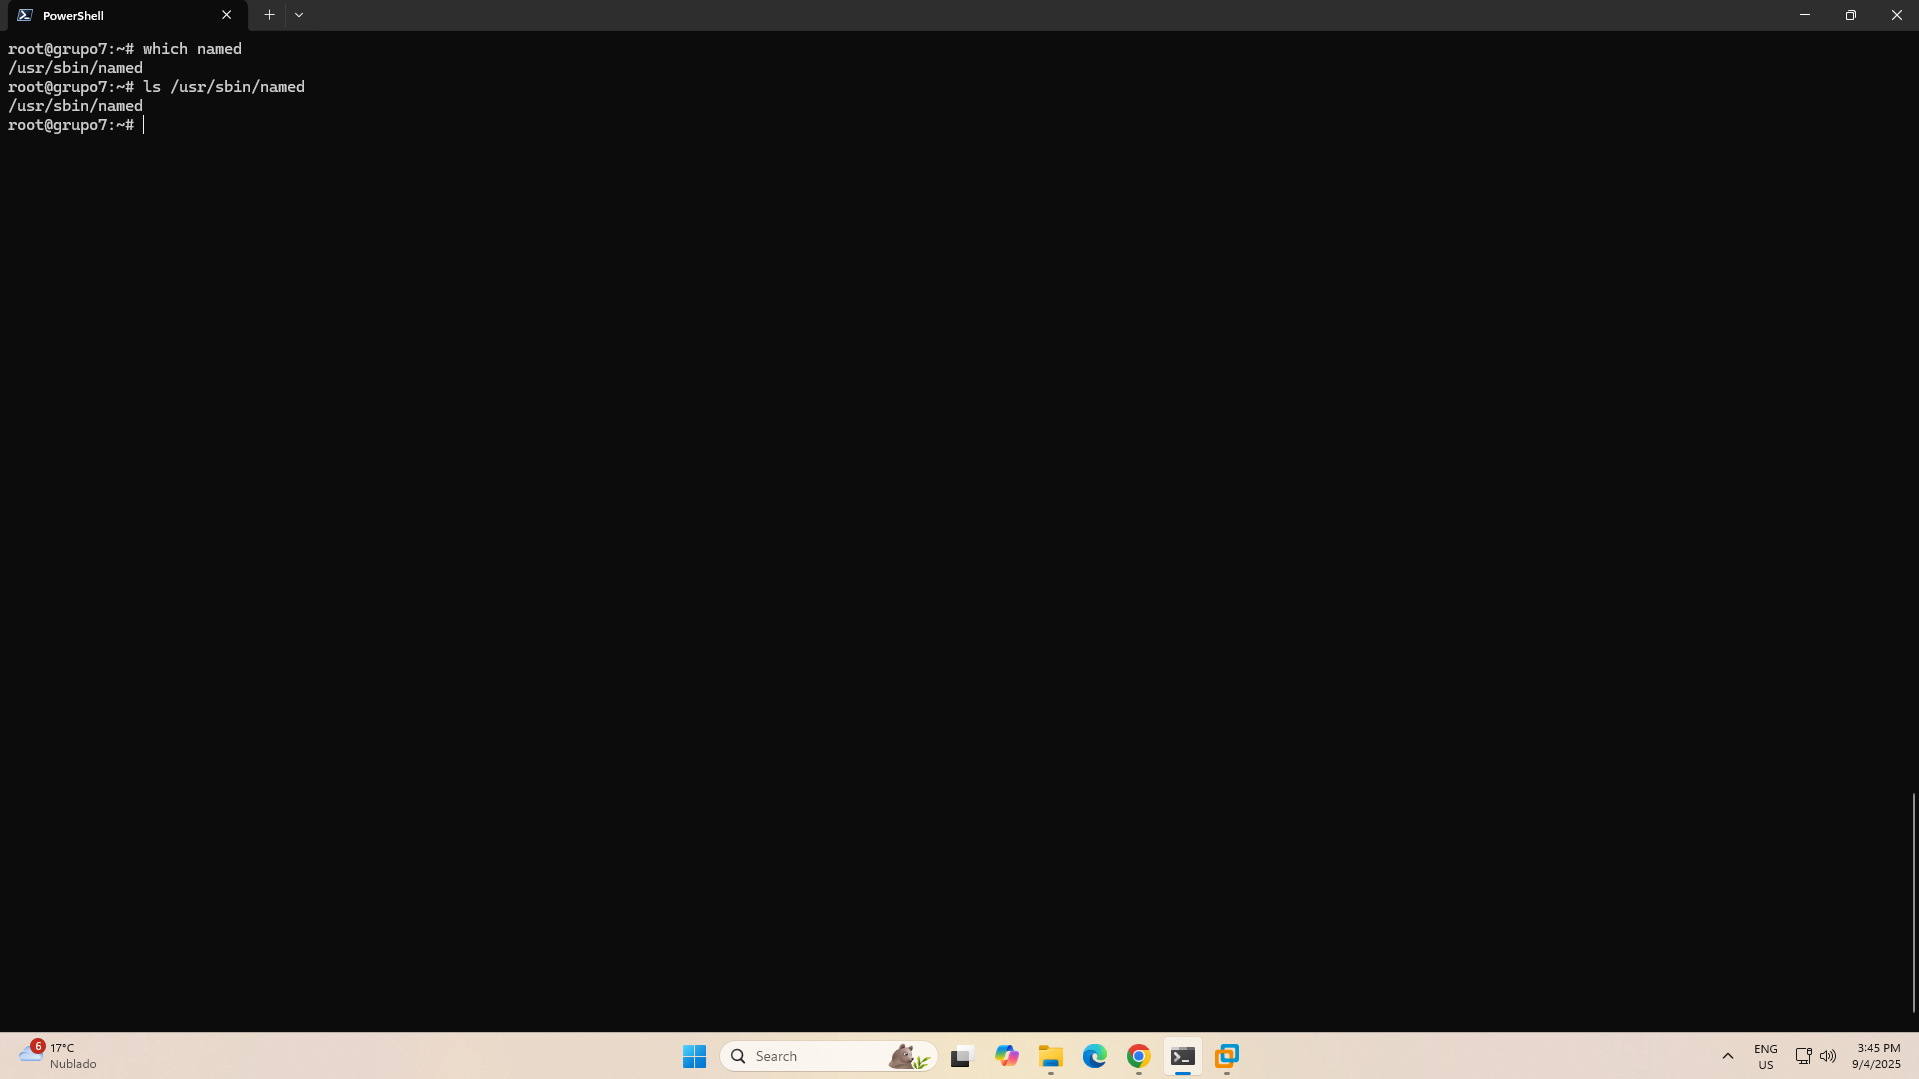 PowerShell
root@grupo7:~# which named
/usr/sbin/named
root@grupo7:~# ls /usr/sbin/named
/usr/sbin/named
root@grupo7:~#
6
17°C
Nublado
Search
ENG
US
3:45 PM
9/4/2025